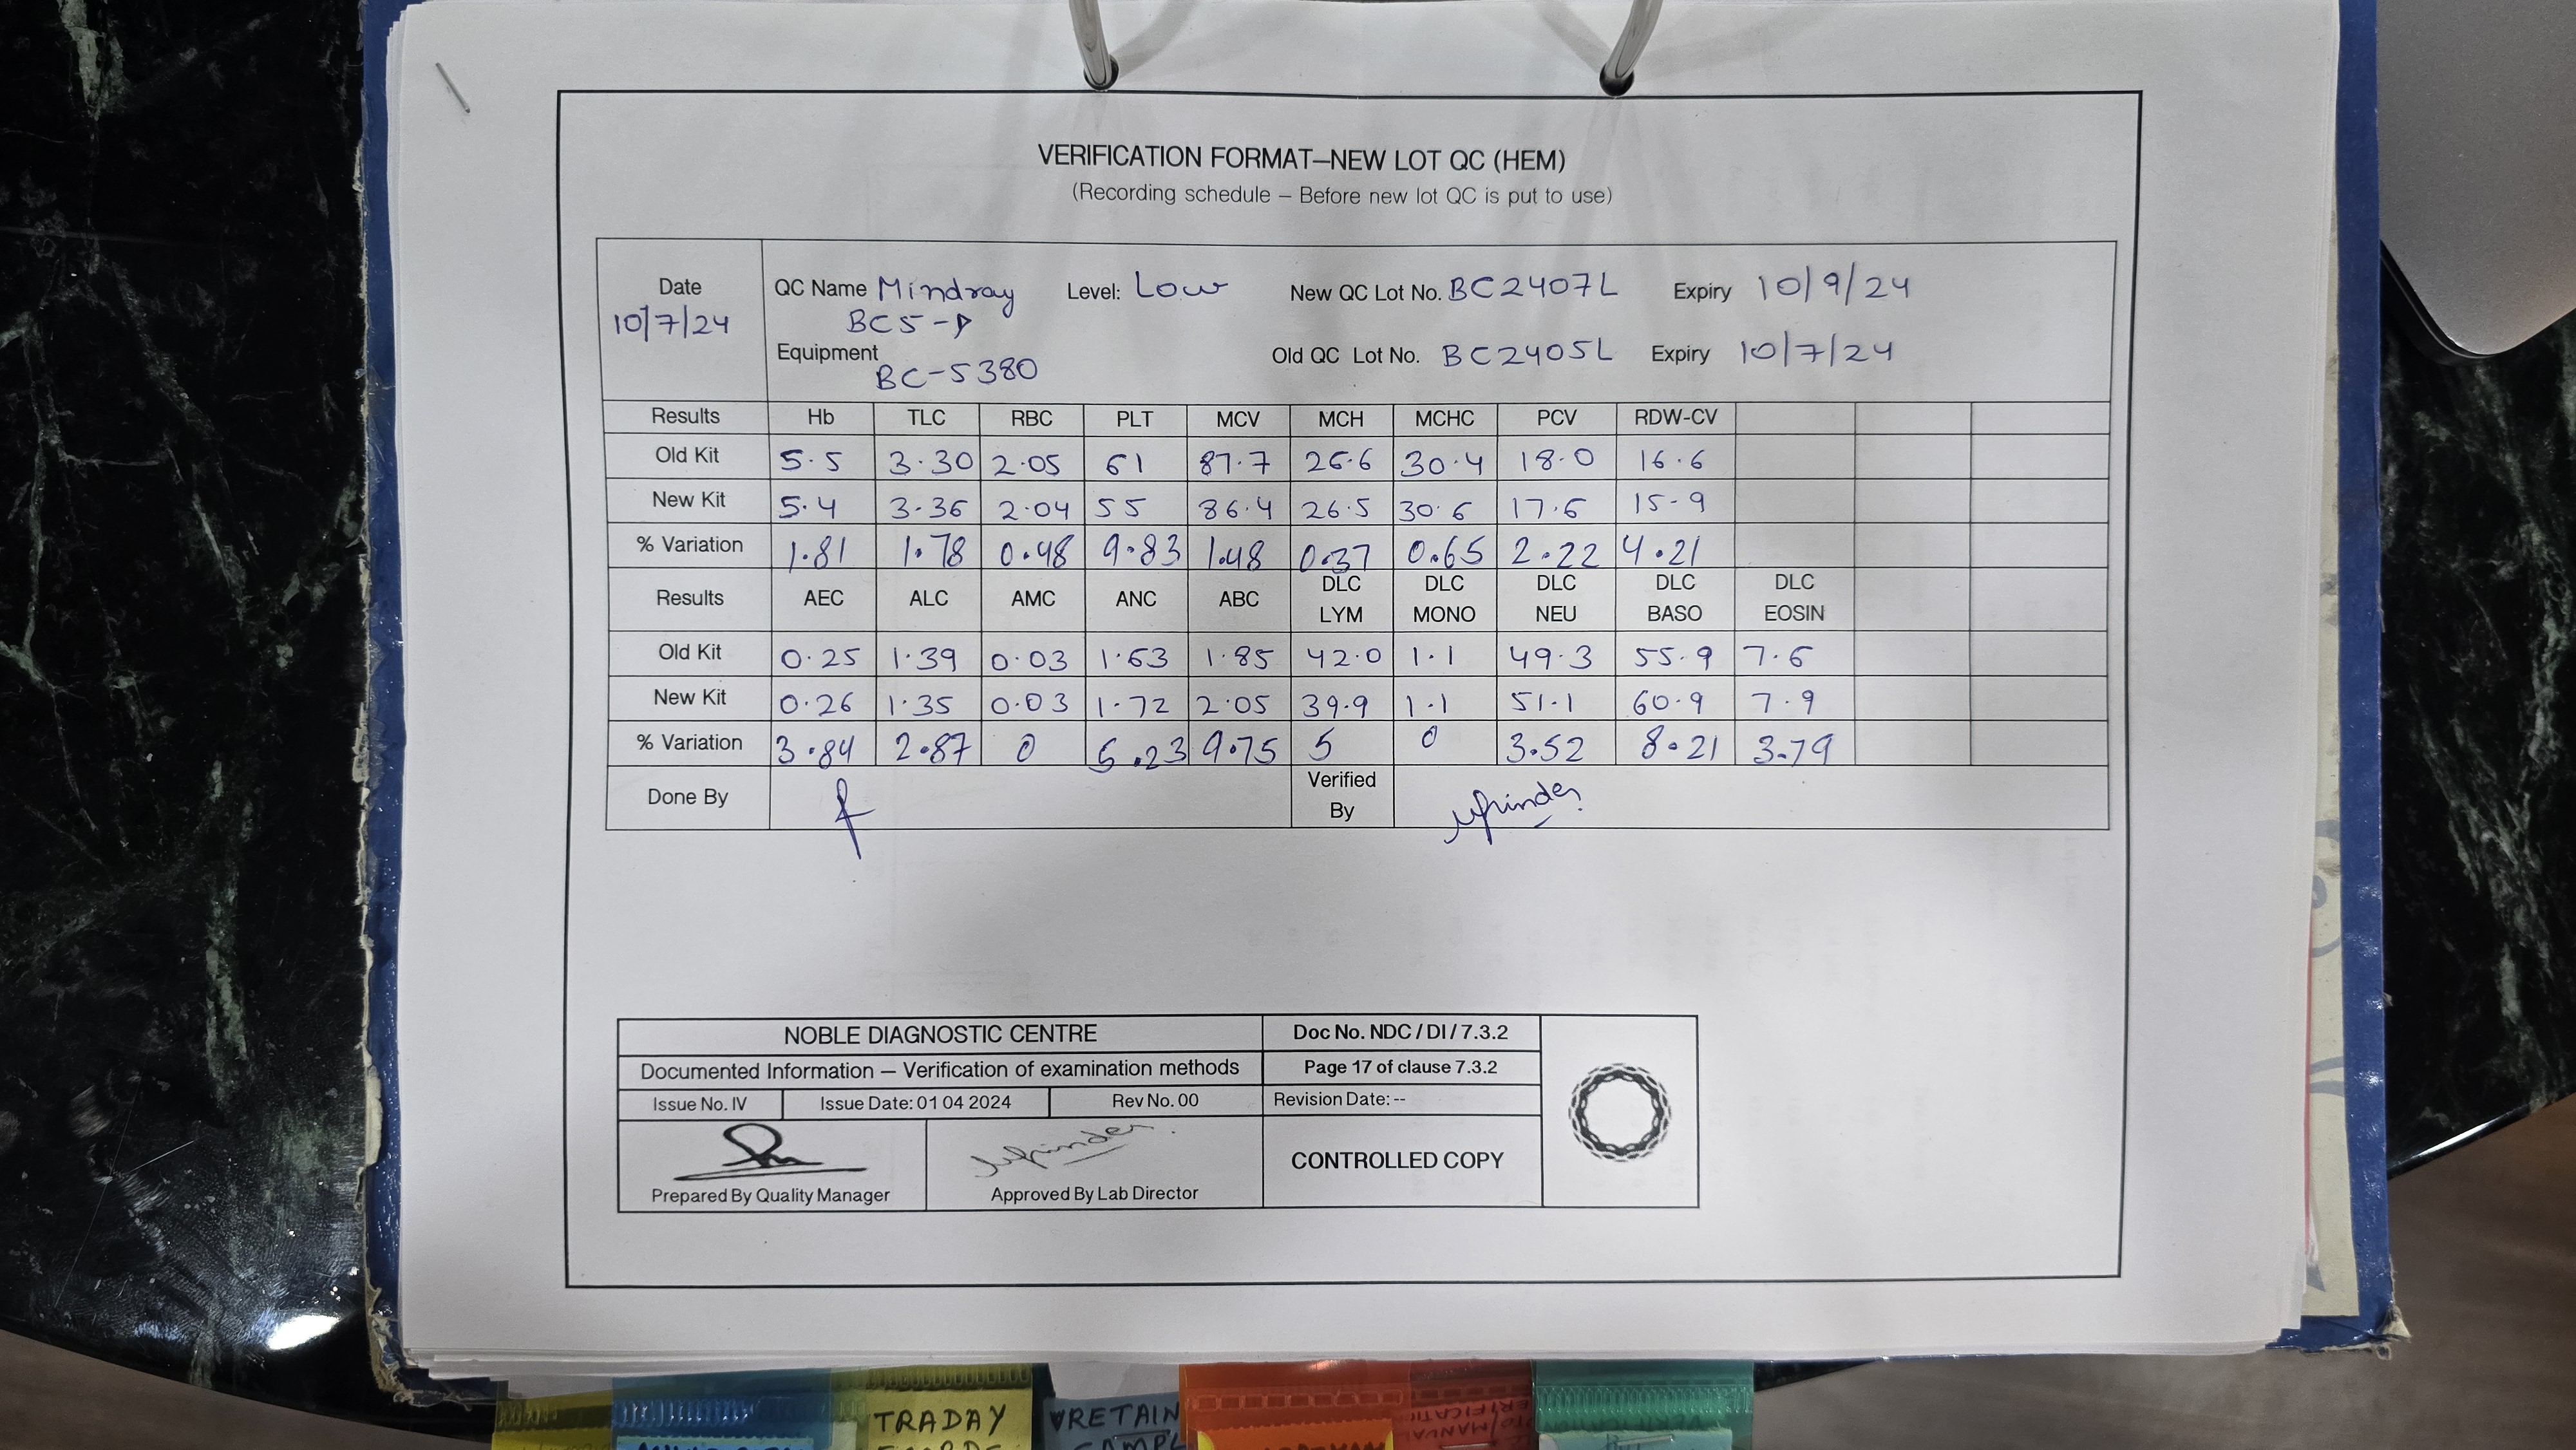 VERIFICATION FORMAT–NEW LOT QC (HEM)
(Recording schedule – Before new lot QC is put to use)
Date QC Name Mindray Level: Low New QC Lot No. BC2407L Expiry 10/9/24
10/7/24 BC5-D
Equipment BC-5380 Old QC Lot No. BC2405L Expiry 10/7/24
Results Hb TLC RBC PLT MCV MCH MCHC PCV RDW-CV
Old Kit 5.5 3.30 2.05 61 87.7 26.6 30.4 18.0 16.6
New Kit 5.4 3.36 2.04 55 86.4 26.5 30.6 17.6 15.9
% Variation 1.81 1.78 0.48 9.83 1.48 0.37 0.65 2.22 4.21
Results AEC ALC AMC ANC ABC DLC LYM DLC MONO DLC NEU DLC BASO DLC EOSIN
Old Kit 0.25 1.39 0.03 1.63 1.85 42.0 1.1 49.3 55.9 7.6
New Kit 0.26 1.35 0.03 1.72 2.05 39.9 1.1 51.1 60.9 7.9
% Variation 3.84 2.87 0 5.23 9.75 5 0 3.52 8.21 3.79
Done By Verified By
NOBLE DIAGNOSTIC CENTRE Doc No. NDC / DI / 7.3.2
Documented Information – Verification of examination methods Page 17 of clause 7.3.2
Issue No. IV Issue Date: 01 04 2024 Rev No. 00 Revision Date: --
Prepared By Quality Manager Approved By Lab Director CONTROLLED COPY
TRADAY
RETAIN